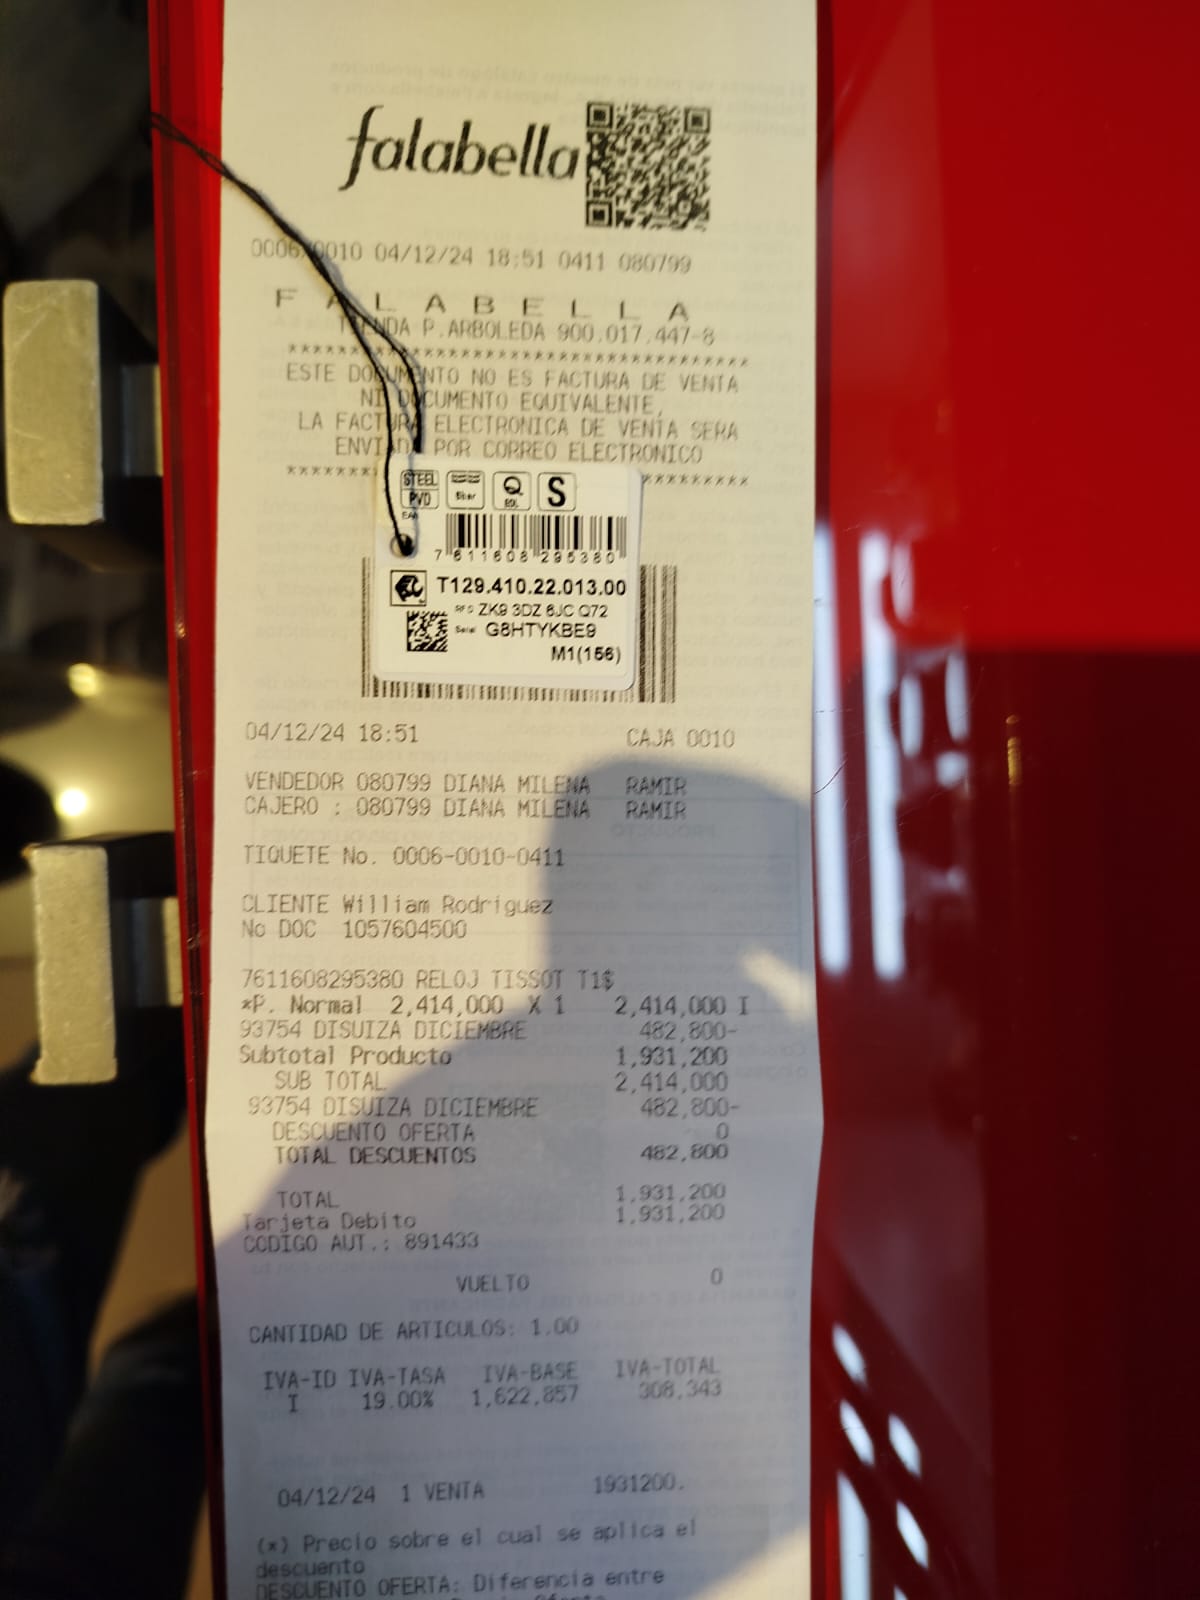 falabella
0006/0010 04/12/24 18:51 0411 080799
FALABELLA
TIENDA P.ARBOLEDA 900.017.447-8
****************************************
ESTE DOCUMENTO NO ES FACTURA DE VENTA
NI DOCUMENTO EQUIVALENTE,
LA FACTURA ELECTRONICA DE VENTA SERA
ENVIADA POR CORREO ELECTRONICO
STEEL
PVD
5bar
Q
EOL
S
EAN
7 611608 295380
T129.410.22.013.00
ZK9 3DZ 6JC Q72
Serial G8HTYKBE9
M1(156)
04/12/24 18:51 CAJA 0010
VENDEDOR 080799 DIANA MILENA RAMIR
CAJERO : 080799 DIANA MILENA RAMIR
TIQUETE No. 0006-0010-0411
CLIENTE William Rodriguez
No DOC 1057604500
7611608295380 RELOJ TISSOT T1$
*P. Normal 2,414,000 X 1 2,414,000 I
93754 DISUIZA DICIEMBRE 482,800-
Subtotal Producto 1,931,200
SUB TOTAL 2,414,000
93754 DISUIZA DICIEMBRE 482,800-
DESCUENTO OFERTA 0
TOTAL DESCUENTOS 482,800
TOTAL 1,931,200
Tarjeta Debito 1,931,200
CODIGO AUT.: 891433
VUELTO 0
CANTIDAD DE ARTICULOS: 1.00
IVA-ID IVA-TASA IVA-BASE IVA-TOTAL
I 19.00% 1,622,857 308,343
04/12/24 1 VENTA 1931200.
(*) Precio sobre el cual se aplica el
descuento
DESCUENTO OFERTA: Diferencia entre